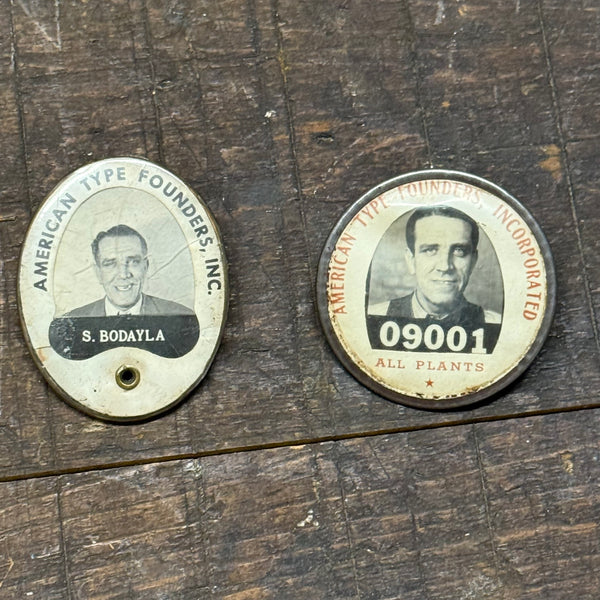 AMERICAN TYPE FOUNDERS, INC.
S. BODAYLA
AMERICAN TYPE FOUNDERS, INCORPORATED
09001
ALL PLANTS